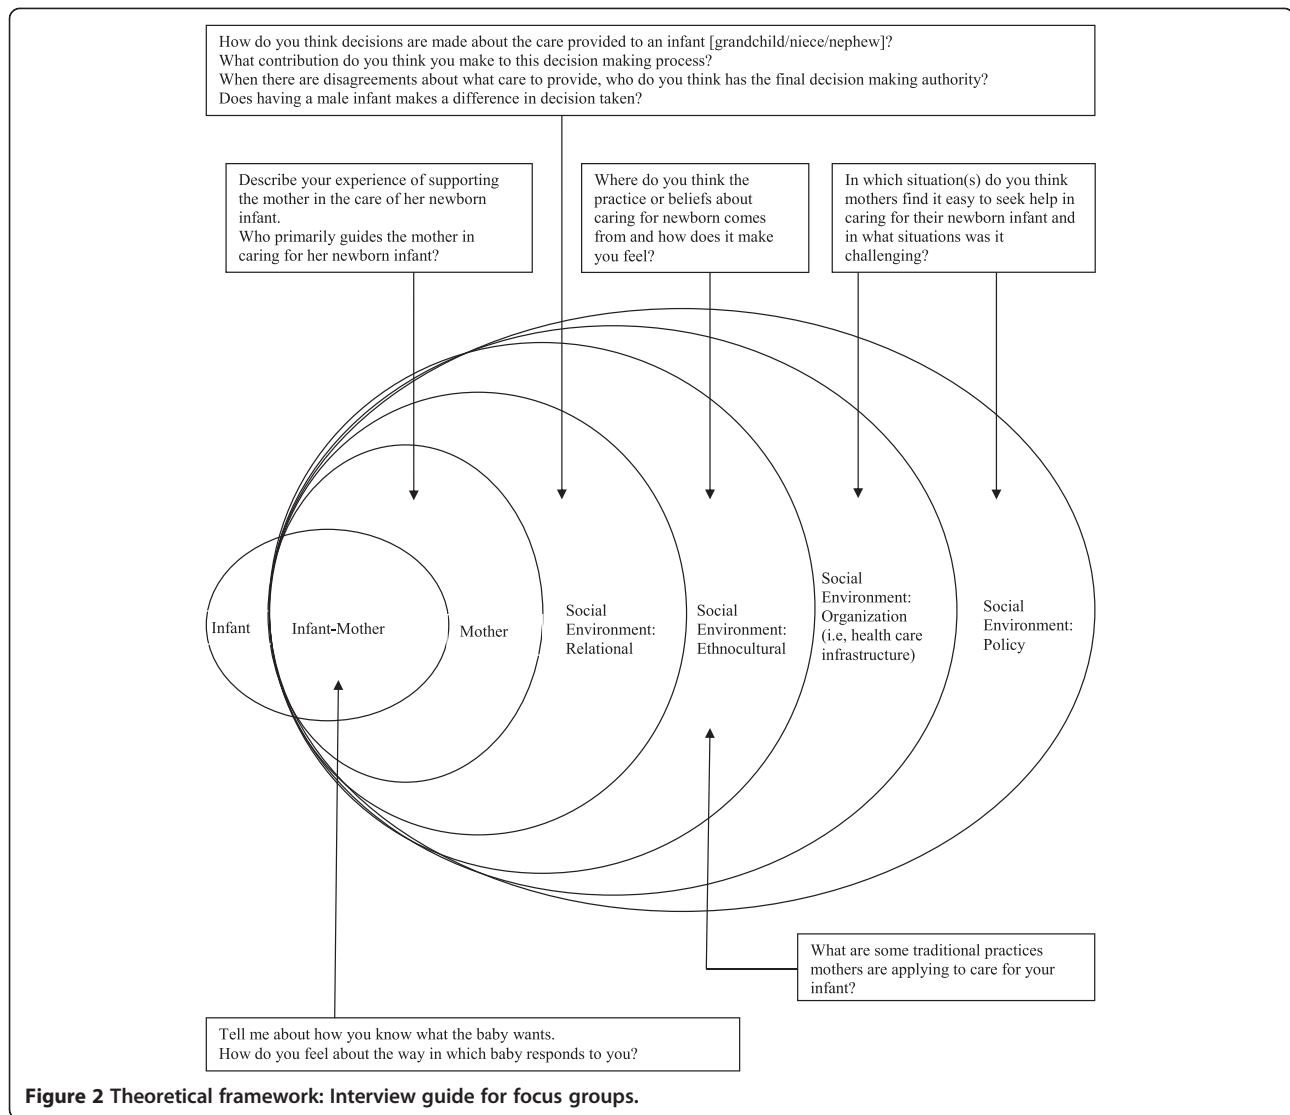 How do you think decisions are made about the care provided to an infant [grandchild/niece/nephew]?
What contribution do you think you make to this decision making process?
When there are disagreements about what care to provide, who do you think has the final decision making authority?
Does having a male infant makes a difference in decision taken?
Describe your experience of supporting
the mother in the care of her newborn
infant.
Who primarily guides the mother in
caring for her newborn infant?
Where do you think the
practice or beliefs about
caring for newborn comes
from and how does it make
you feel?
In which situation(s) do you think
mothers find it easy to seek help in
caring for their newborn infant and
in what situations was it
challenging?
Infant
Infant-Mother
Mother
Social
Environment:
Relational
Social
Environment:
Ethnocultural
Social
Environment:
Organization
(i.e, health care
infrastructure)
Social
Environment:
Policy
What are some traditional practices
mothers are applying to care for your
infant?
Tell me about how you know what the baby wants.
How do you feel about the way in which baby responds to you?
Figure 2 Theoretical framework: Interview guide for focus groups.